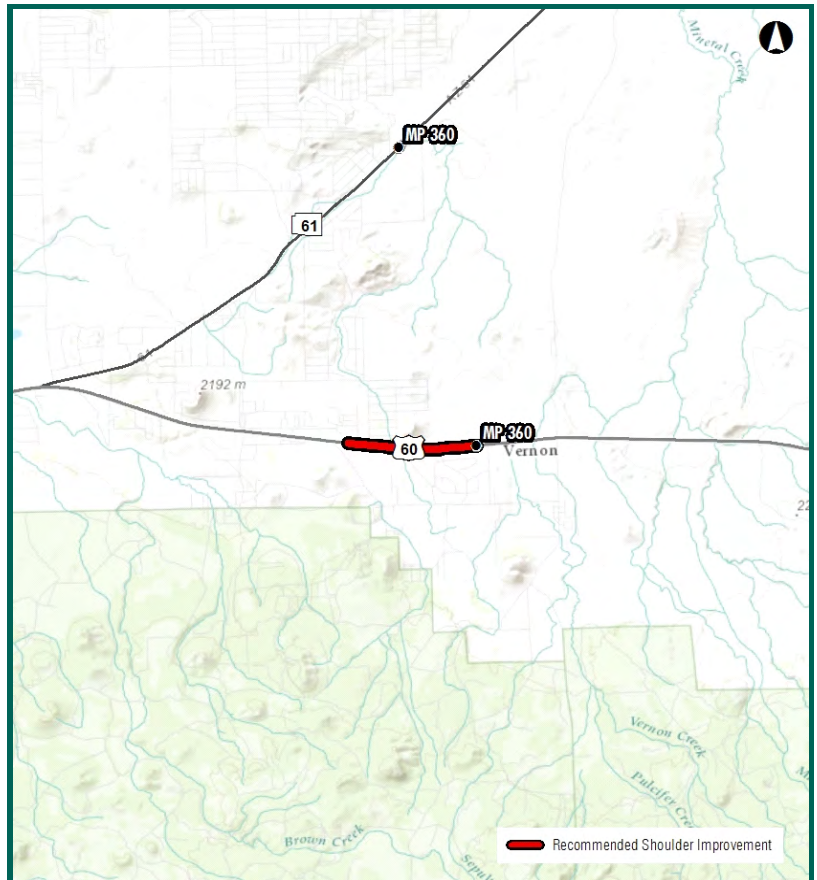 Mineral Creek
MP 360
61
2192 m
MP 360
60
Vernon
Vernon Creek
Brown Creek
Recommended Shoulder Improvement